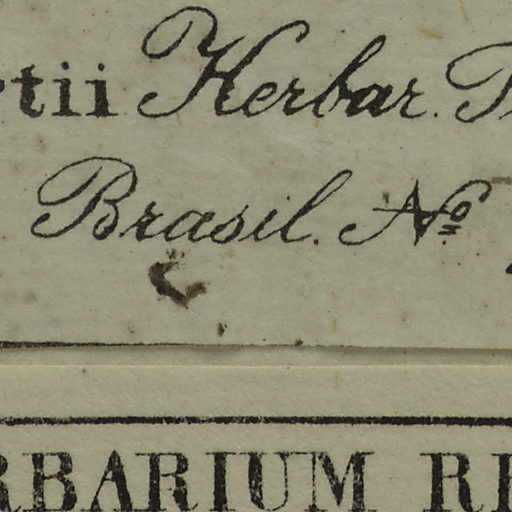 rtii Herbar.
Brasil. No
RBARIUM